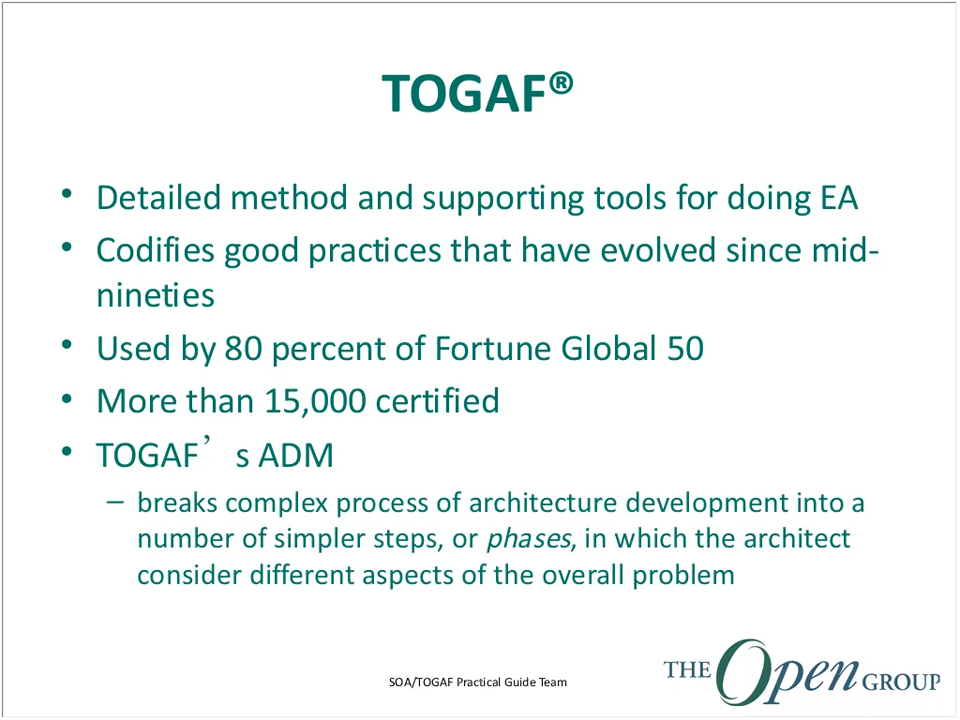 TOGAF®
• Detailed method and supporting tools for doing EA
• Codifies good practices that have evolved since mid-
nineties
• Used by 80 percent of Fortune Global 50
• More than 15,000 certified
• TOGAF’s ADM
– breaks complex process of architecture development into a
number of simpler steps, or phases, in which the architect
consider different aspects of the overall problem
SOA/TOGAF Practical Guide Team
THE Open GROUP